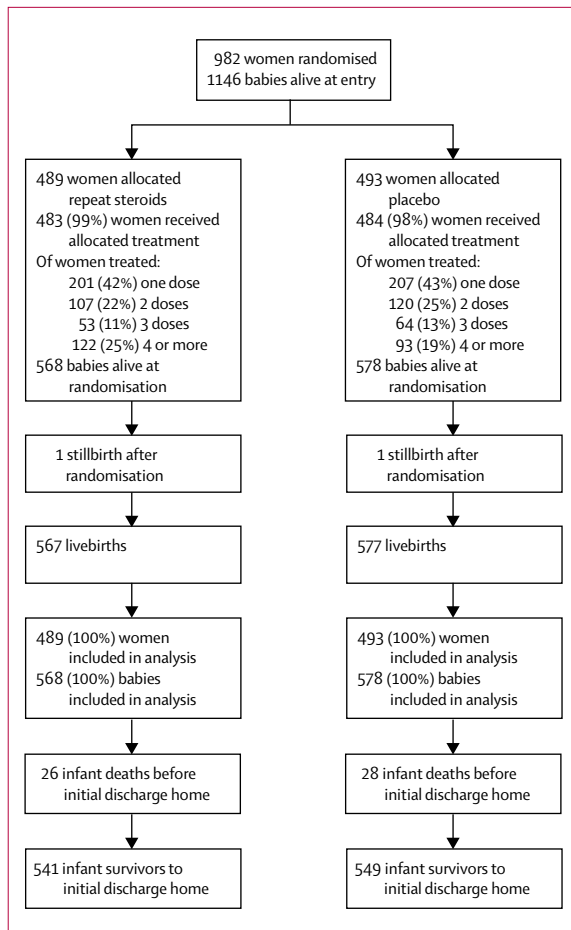 982 women randomised
1146 babies alive at entry
489 women allocated
repeat steroids
483 (99%) women received
allocated treatment
Of women treated:
201 (42%) one dose
107 (22%) 2 doses
53 (11%) 3 doses
122 (25%) 4 or more
568 babies alive at
randomisation
493 women allocated
placebo
484 (98%) women received
allocated treatment
Of women treated:
207 (43%) one dose
120 (25%) 2 doses
64 (13%) 3 doses
93 (19%) 4 or more
578 babies alive at
randomisation
1 stillbirth after
randomisation
1 stillbirth after
randomisation
567 livebirths
577 livebirths
489 (100%) women
included in analysis
568 (100%) babies
included in analysis
493 (100%) women
included in analysis
578 (100%) babies
included in analysis
26 infant deaths before
initial discharge home
28 infant deaths before
initial discharge home
541 infant survivors to
initial discharge home
549 infant survivors to
initial discharge home